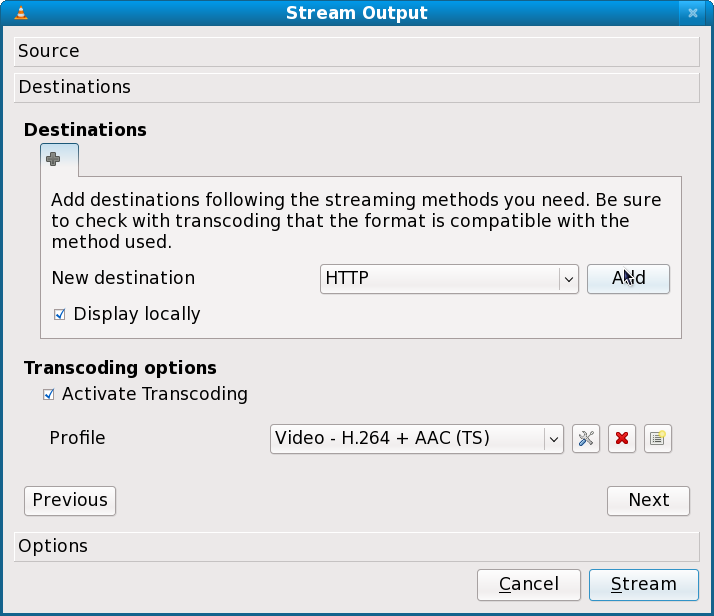 Stream Output
Source
Destinations
Destinations
Add destinations following the streaming methods you need. Be sure
to check with transcoding that the format is compatible with the
method used.
New destination HTTP Add
Display locally
Transcoding options
Activate Transcoding
Profile Video - H.264 + AAC (TS)
Previous Next
Options
Cancel Stream